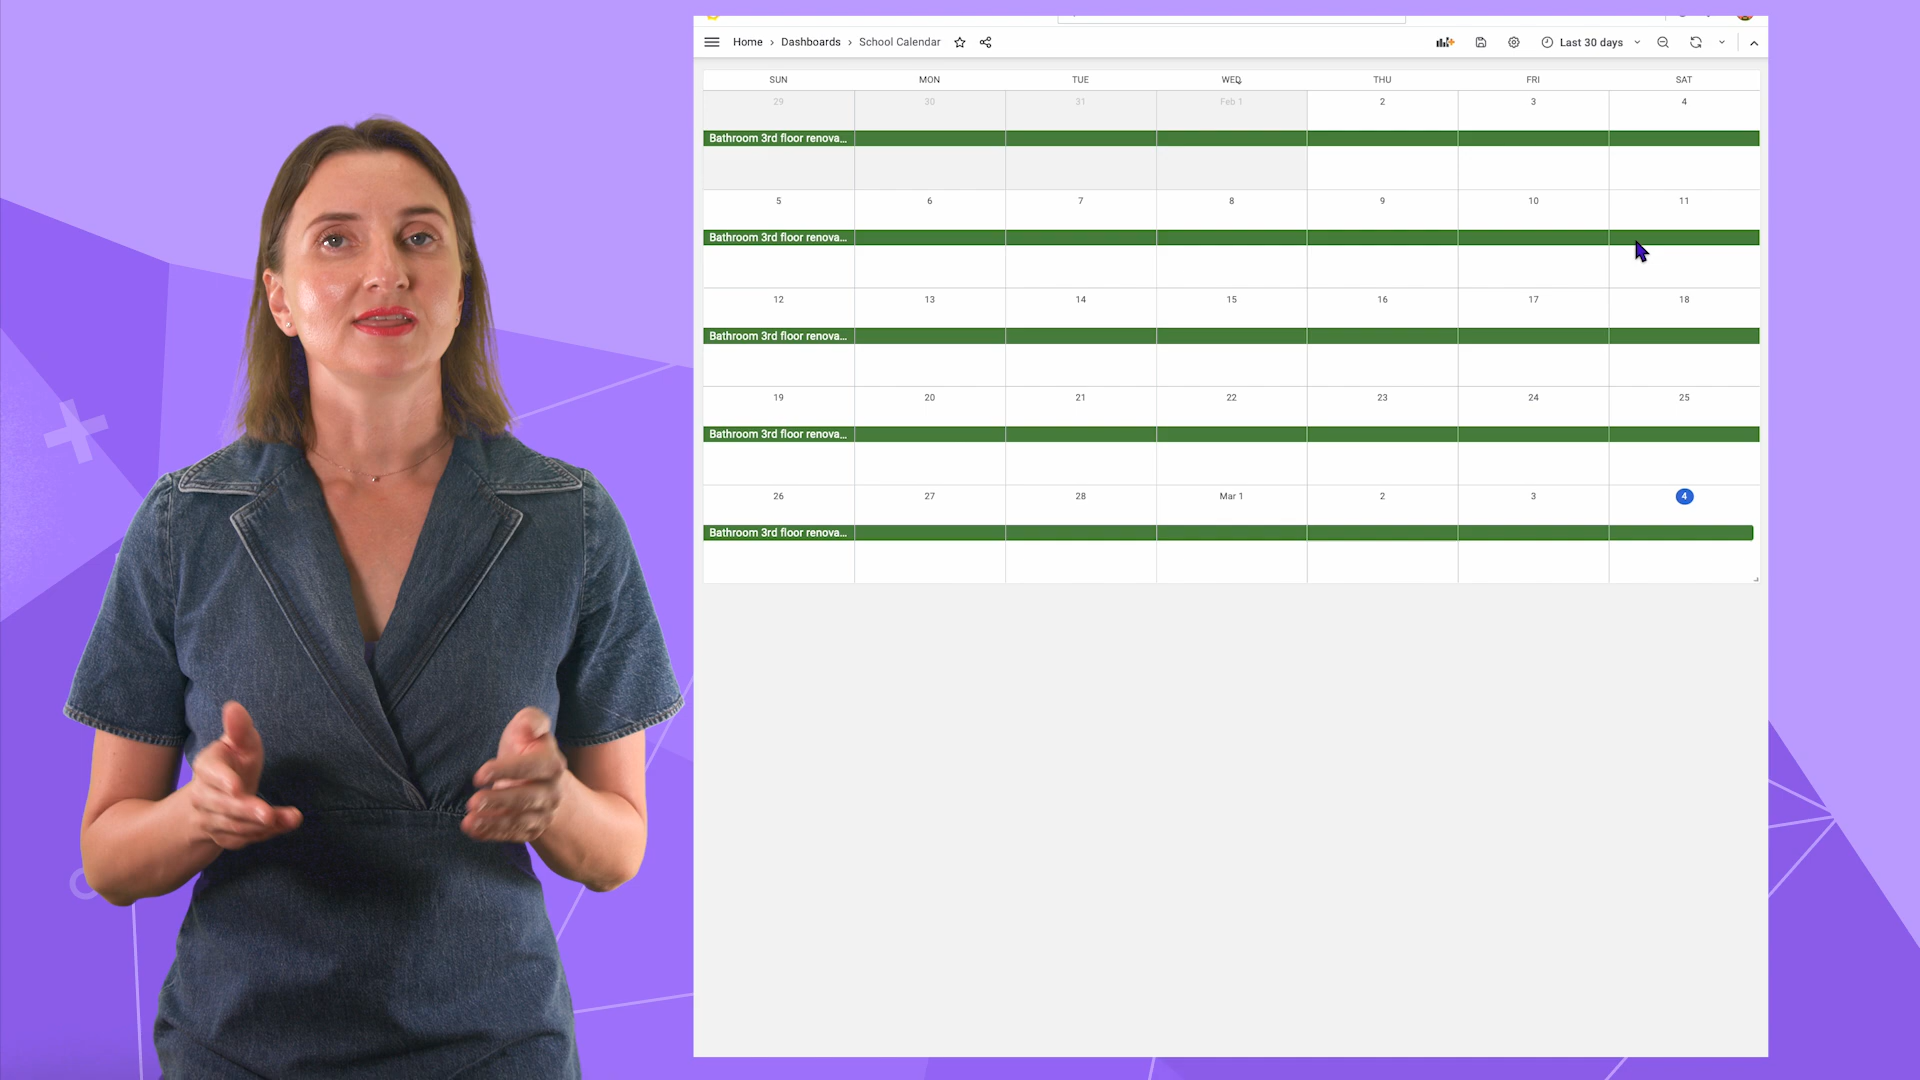 Home › Dashboards › School Calendar
Last 30 days
SUN MON TUE WED THU FRI SAT
29 30 31 Feb 1 2 3 4
Bathroom 3rd floor renova...
5 6 7 8 9 10 11
Bathroom 3rd floor renova...
12 13 14 15 16 17 18
Bathroom 3rd floor renova...
19 20 21 22 23 24 25
Bathroom 3rd floor renova...
26 27 28 Mar 1 2 3 4
Bathroom 3rd floor renova...